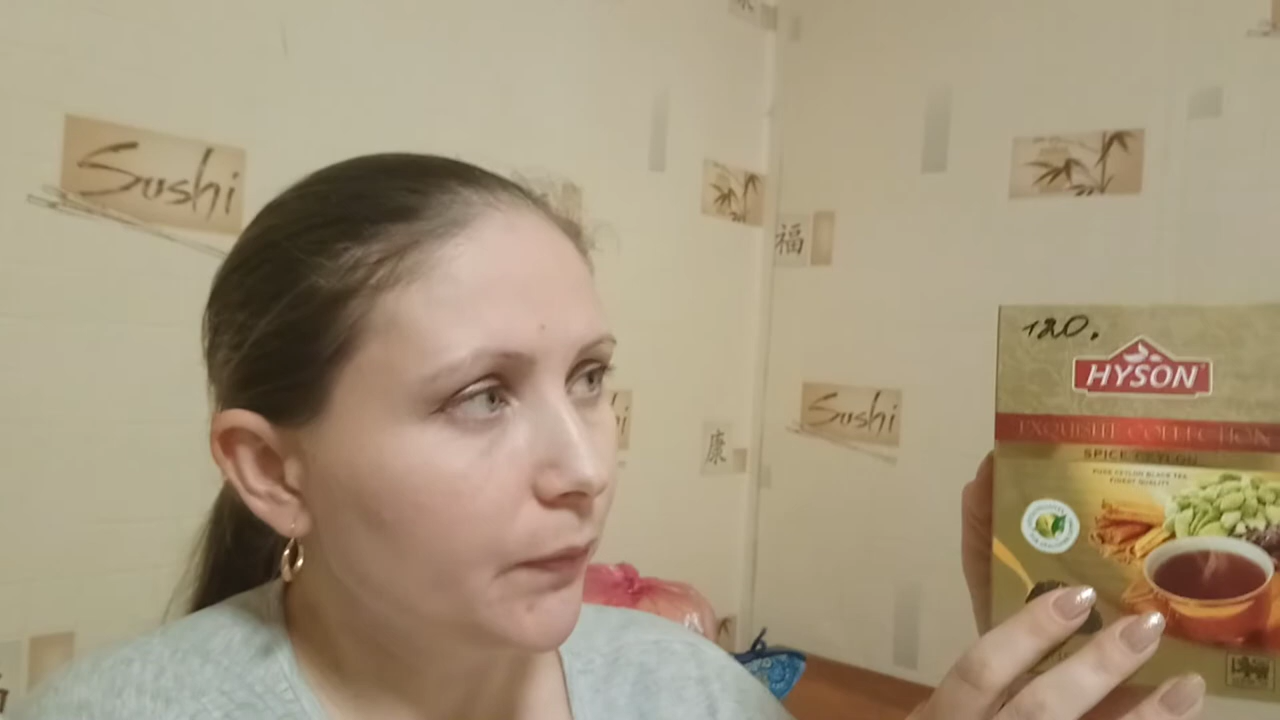 Sushi
福
Sushi
康
120.
HYSON
EXQUISITE COLLECTION
SPICE CEYLON
PURE CEYLON BLACK TEA
FINEST QUALITY